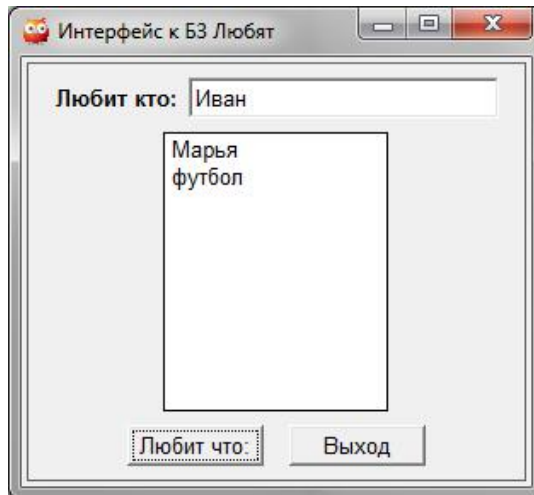 Интерфейс к БЗ Любят
Любит кто: Иван
Марья
футбол
Любит что: Выход